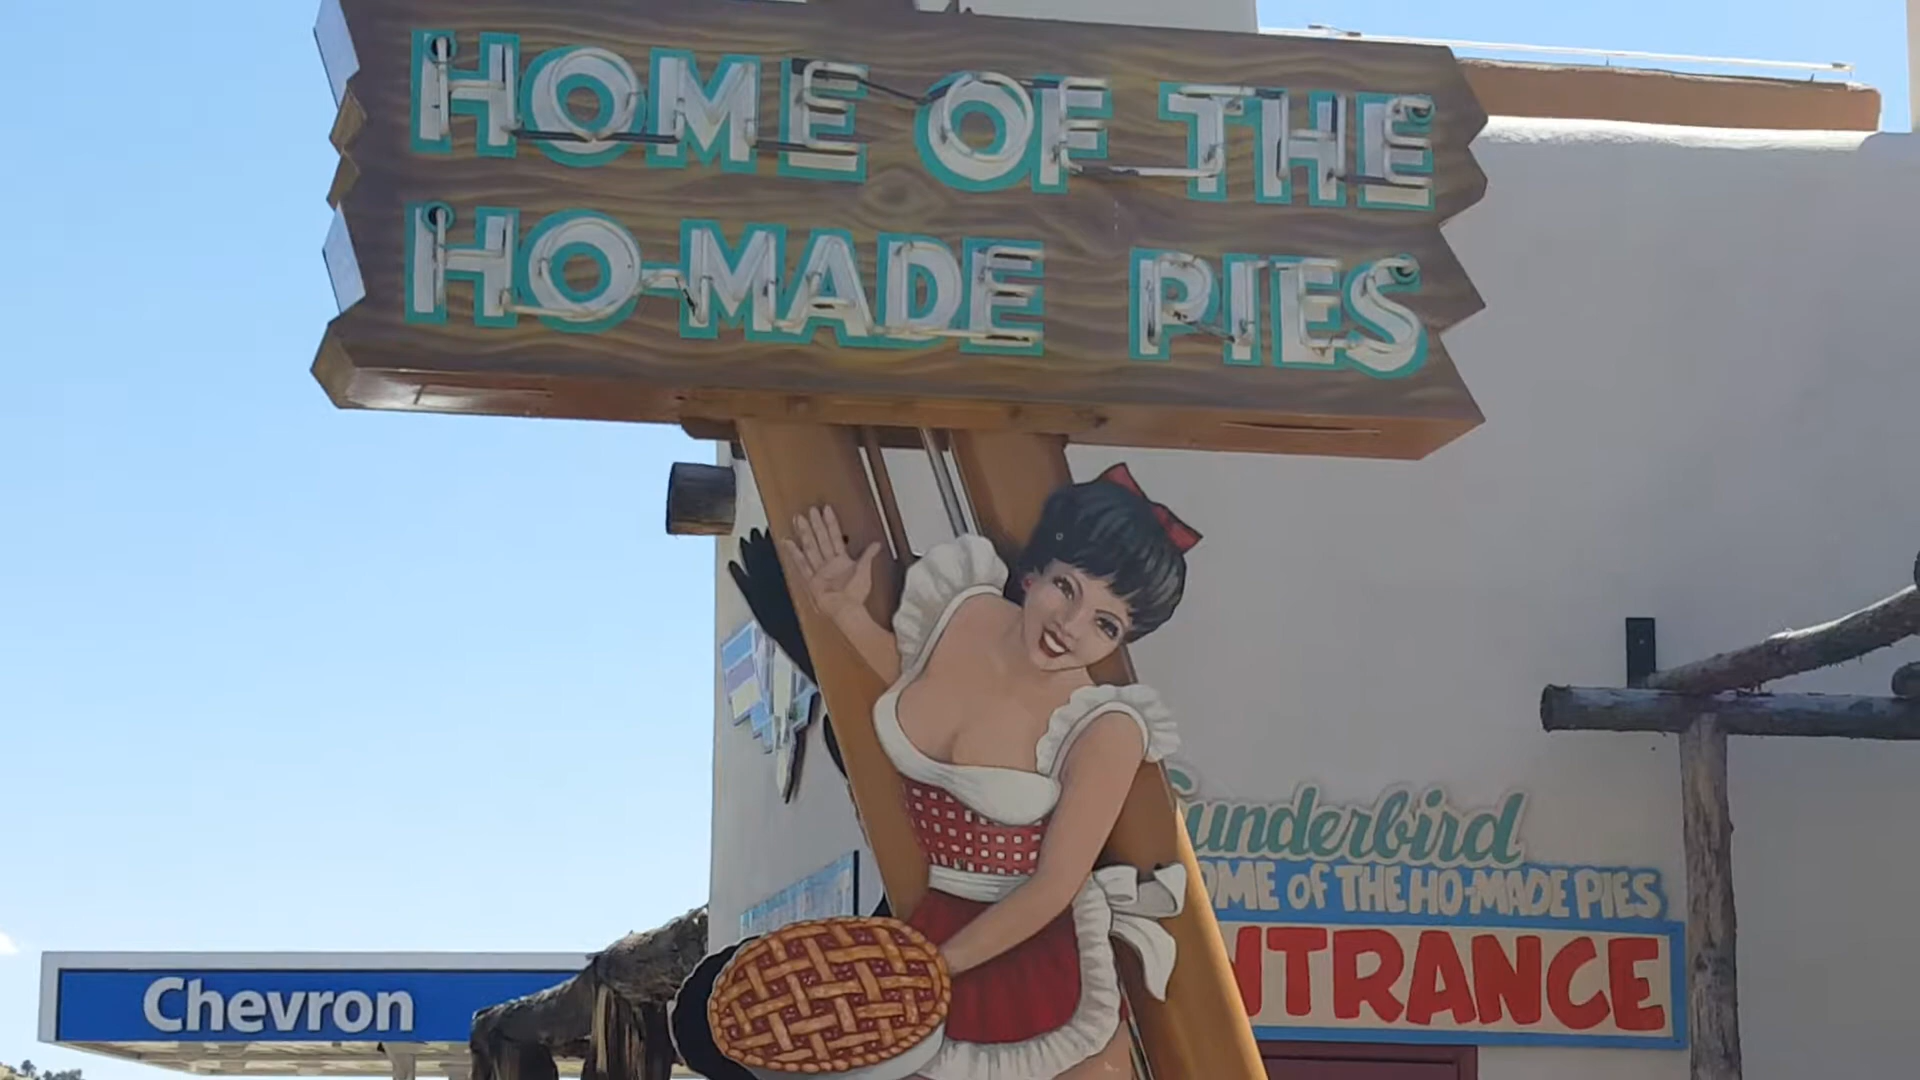 HOME OF THE
HO-MADE PIES
underbird
OME OF THE HO-MADE PIES
NTRANCE
Chevron